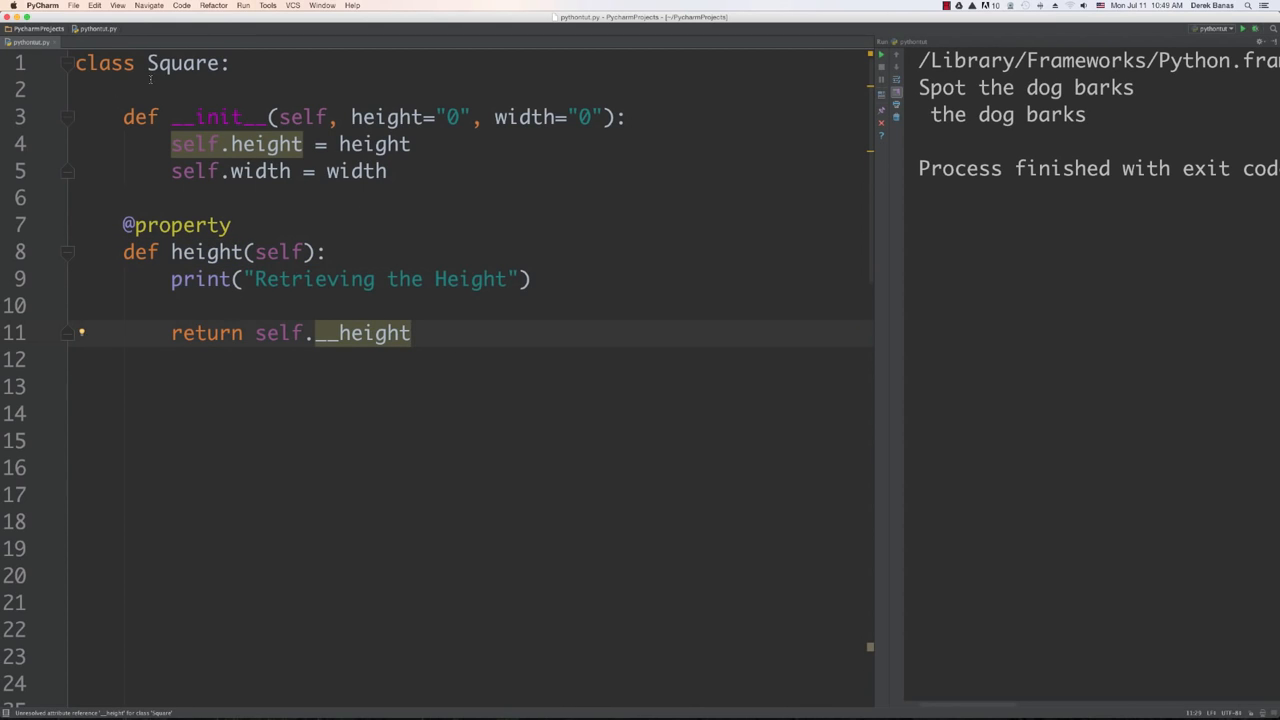 PyCharm File Edit View Navigate Code Refactor Run Tools VCS Window Help
10 Mon Jul 11 10:49 AM Derek Banas
pythontut.py - PycharmProjects - [~/PycharmProjects]
PycharmProjects pythontut.py
pythontut
pythontut.py
Run pythontut
1 class Square:
2
3 def __init__(self, height="0", width="0"):
4 self.height = height
5 self.width = width
6
7 @property
8 def height(self):
9 print("Retrieving the Height")
10
11 return self.__height
12
13
14
15
16
17
18
19
20
21
22
23
24
/Library/Frameworks/Python.fra
Spot the dog barks
the dog barks
Process finished with exit cod
Unresolved attribute reference '__height' for class 'Square'
11:29 LF÷ UTF-8÷